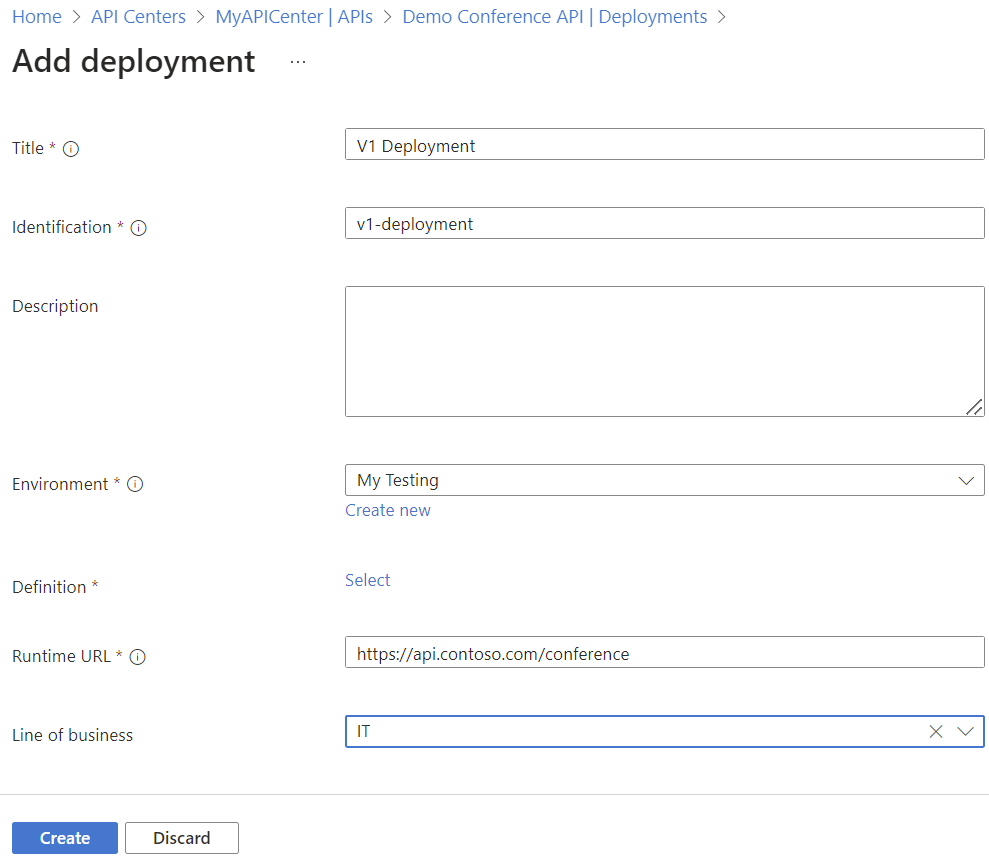 Home > API Centers > MyAPICenter | APIs > Demo Conference API | Deployments >
Add deployment ...
Title *
V1 Deployment
Identification *
v1-deployment
Description
Environment *
My Testing
Create new
Definition *
Select
Runtime URL *
https://api.contoso.com/conference
Line of business
IT
Create
Discard